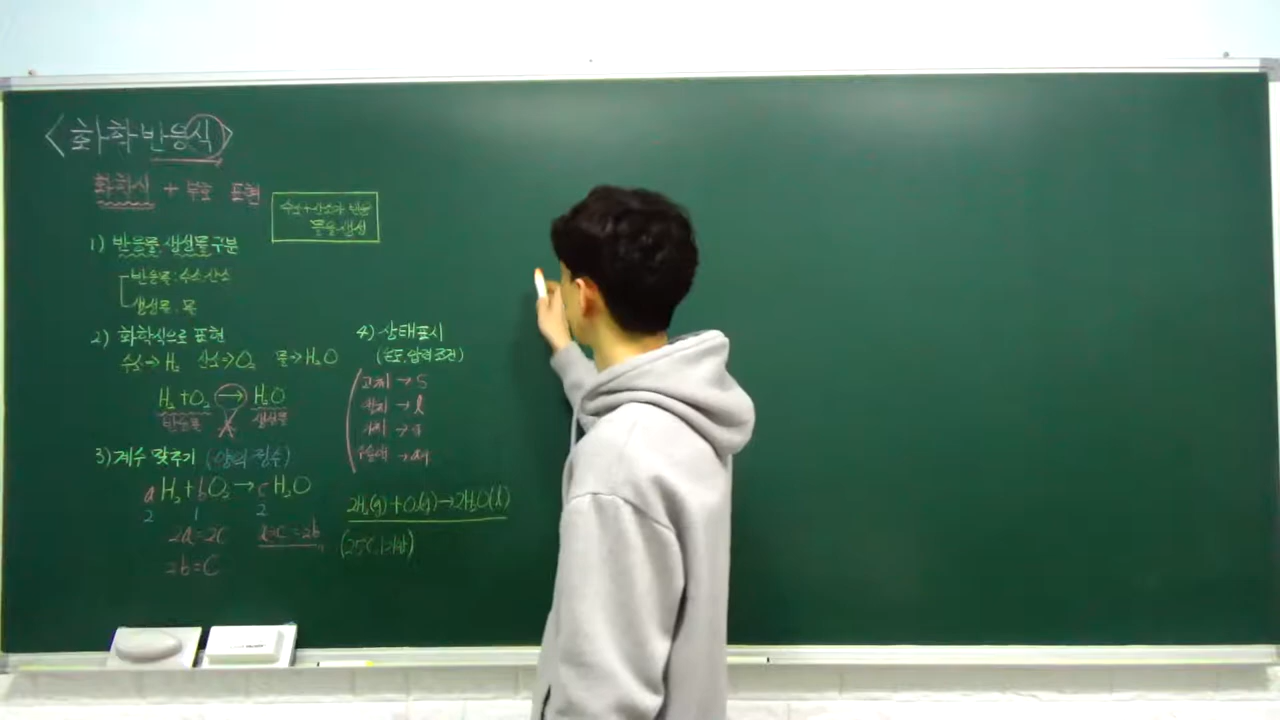 <화학반응식>
화학식 + 부호 표현
수소+산소가 반응
물을 생성
1) 반응물, 생성물 구분
반응물 : 수소, 산소
생성물 : 물
2) 화학식으로 표현
수소→H₂ 산소→O₂ 물→H₂O
H₂+O₂ → H₂O
반응물 생성물
3) 계수 맞추기 (양의 정수)
aH₂+bO₂→cH₂O
2 1 2
2a=2c a=c=2b
2b=c
4) 상태표시
(온도, 압력 조건)
고체 → s
액체 → l
기체 → g
수용액 → aq
2H₂(g)+O₂(g)→2H₂O(l)
(25℃, 1기압)